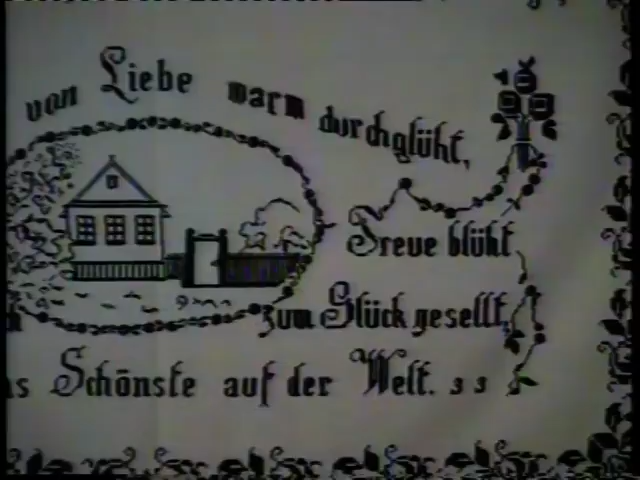 von Liebe warm durchglüht,
Treue blüht
zum Glück gesellt,
Schönste auf der Welt.